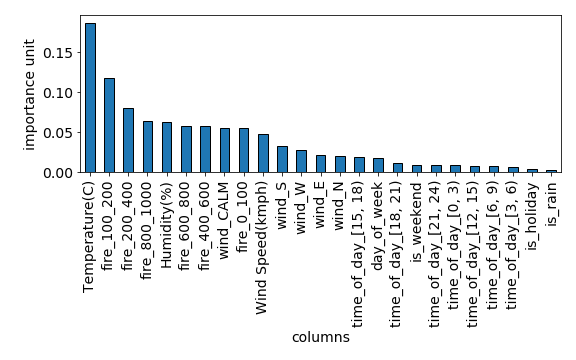 importance unit
0.15
0.10
0.05
0.00
Temperature(C)
fire_100_200
fire_200_400
fire_800_1000
Humidity(%)
fire_600_800
fire_400_600
wind_CALM
fire_0_100
Wind Speed(kmph)
wind_S
wind_W
wind_E
wind_N
time_of_day_[15, 18)
day_of_week
time_of_day_[18, 21)
is_weekend
time_of_day_[21, 24)
time_of_day_[0, 3)
time_of_day_[12, 15)
time_of_day_[6, 9)
time_of_day_[3, 6)
is_holiday
is_rain
columns